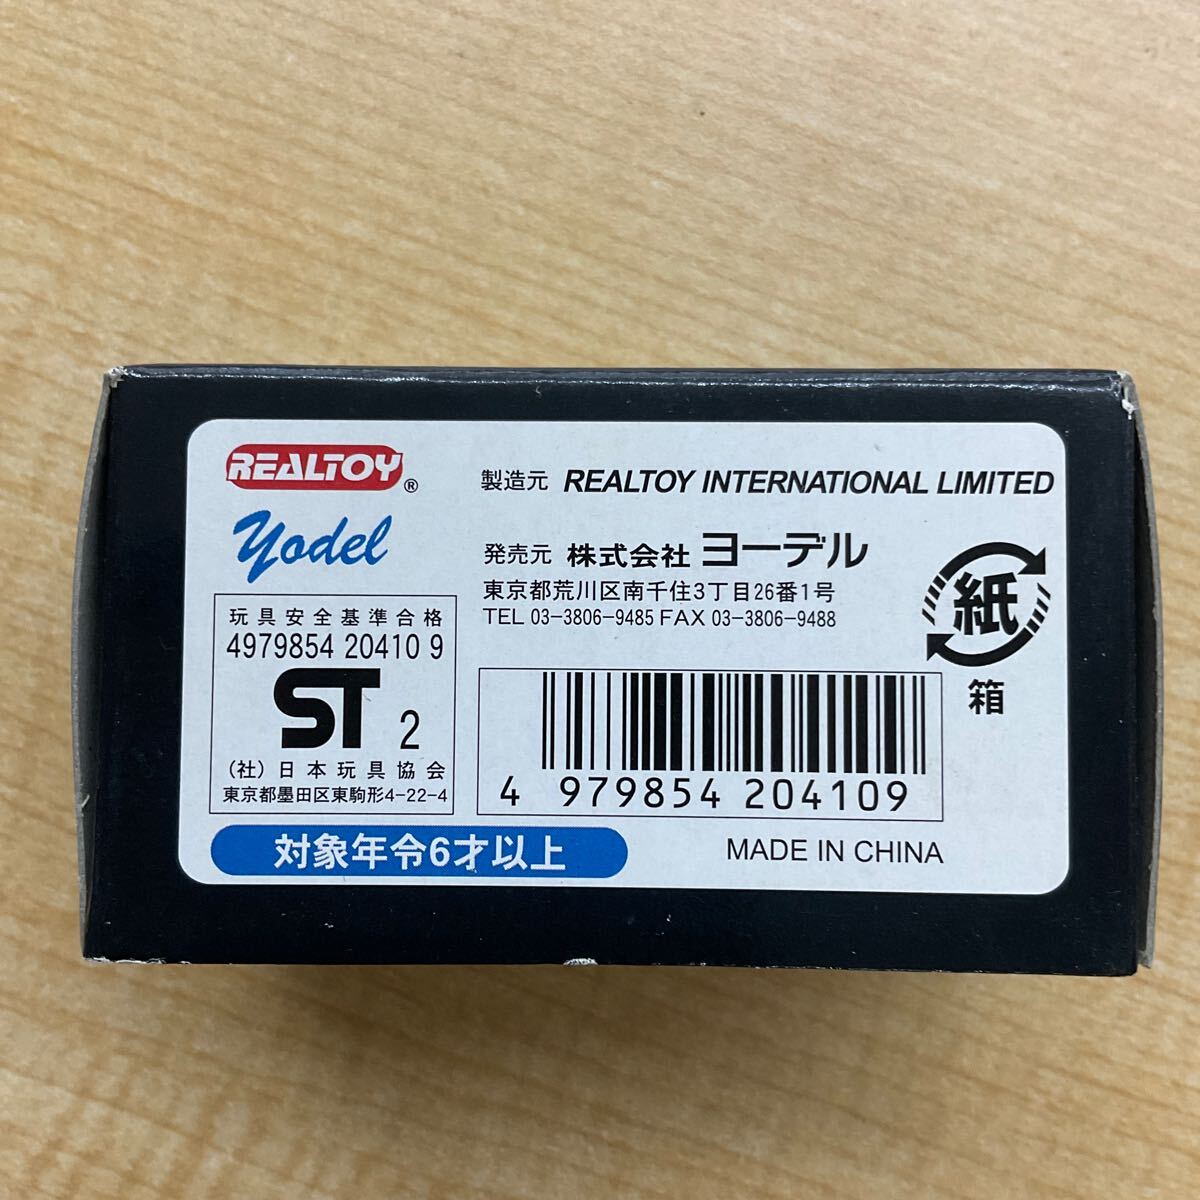 REALTOY®
yodel
玩具安全基準合格
4979854 20410 9
ST 2
(社)日本玩具協会
東京都墨田区東駒形4-22-4
対象年令6才以上
製造元 REALTOY INTERNATIONAL LIMITED
発売元 株式会社 ヨーデル
東京都荒川区南千住3丁目26番1号
TEL 03-3806-9485 FAX 03-3806-9488
紙
箱
4 979854 204109
MADE IN CHINA